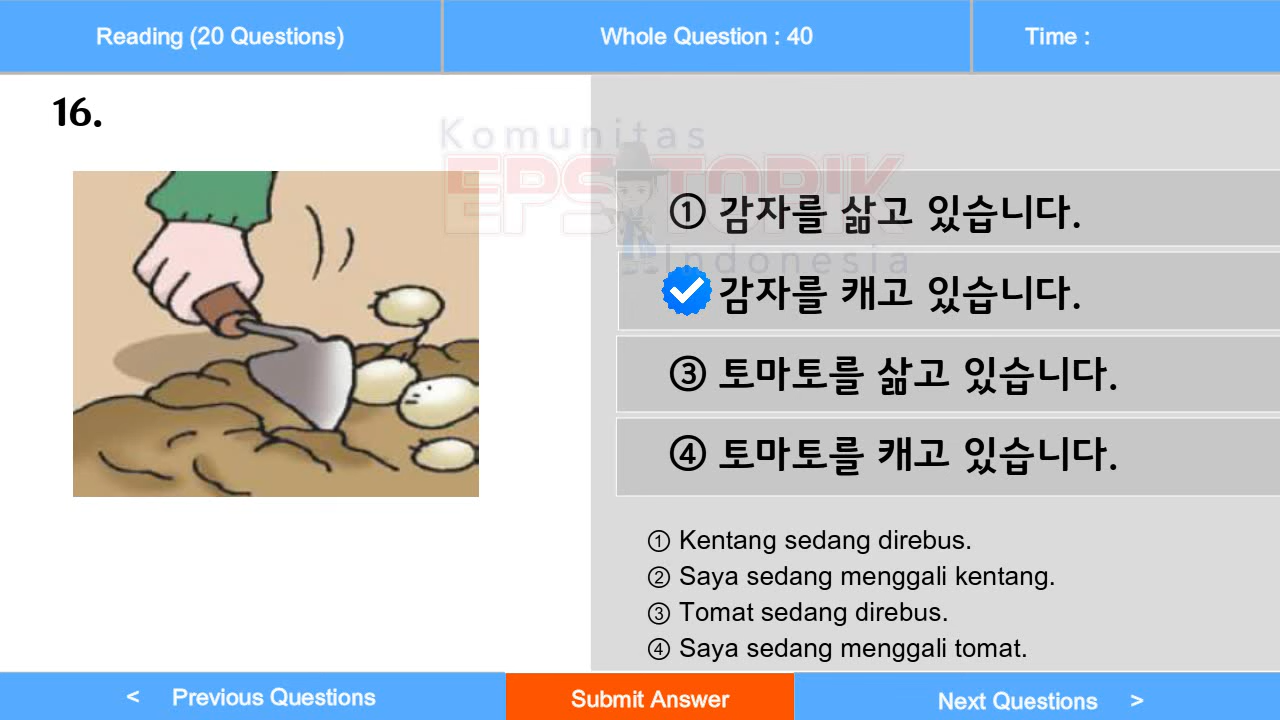 Reading (20 Questions)
Whole Question : 40
Time :
16.
Komunitas
EPS TOPIK
Indonesia
① 감자를 삶고 있습니다.
감자를 캐고 있습니다.
③ 토마토를 삶고 있습니다.
④ 토마토를 캐고 있습니다.
① Kentang sedang direbus.
② Saya sedang menggali kentang.
③ Tomat sedang direbus.
④ Saya sedang menggali tomat.
< Previous Questions
Submit Answer
Next Questions >